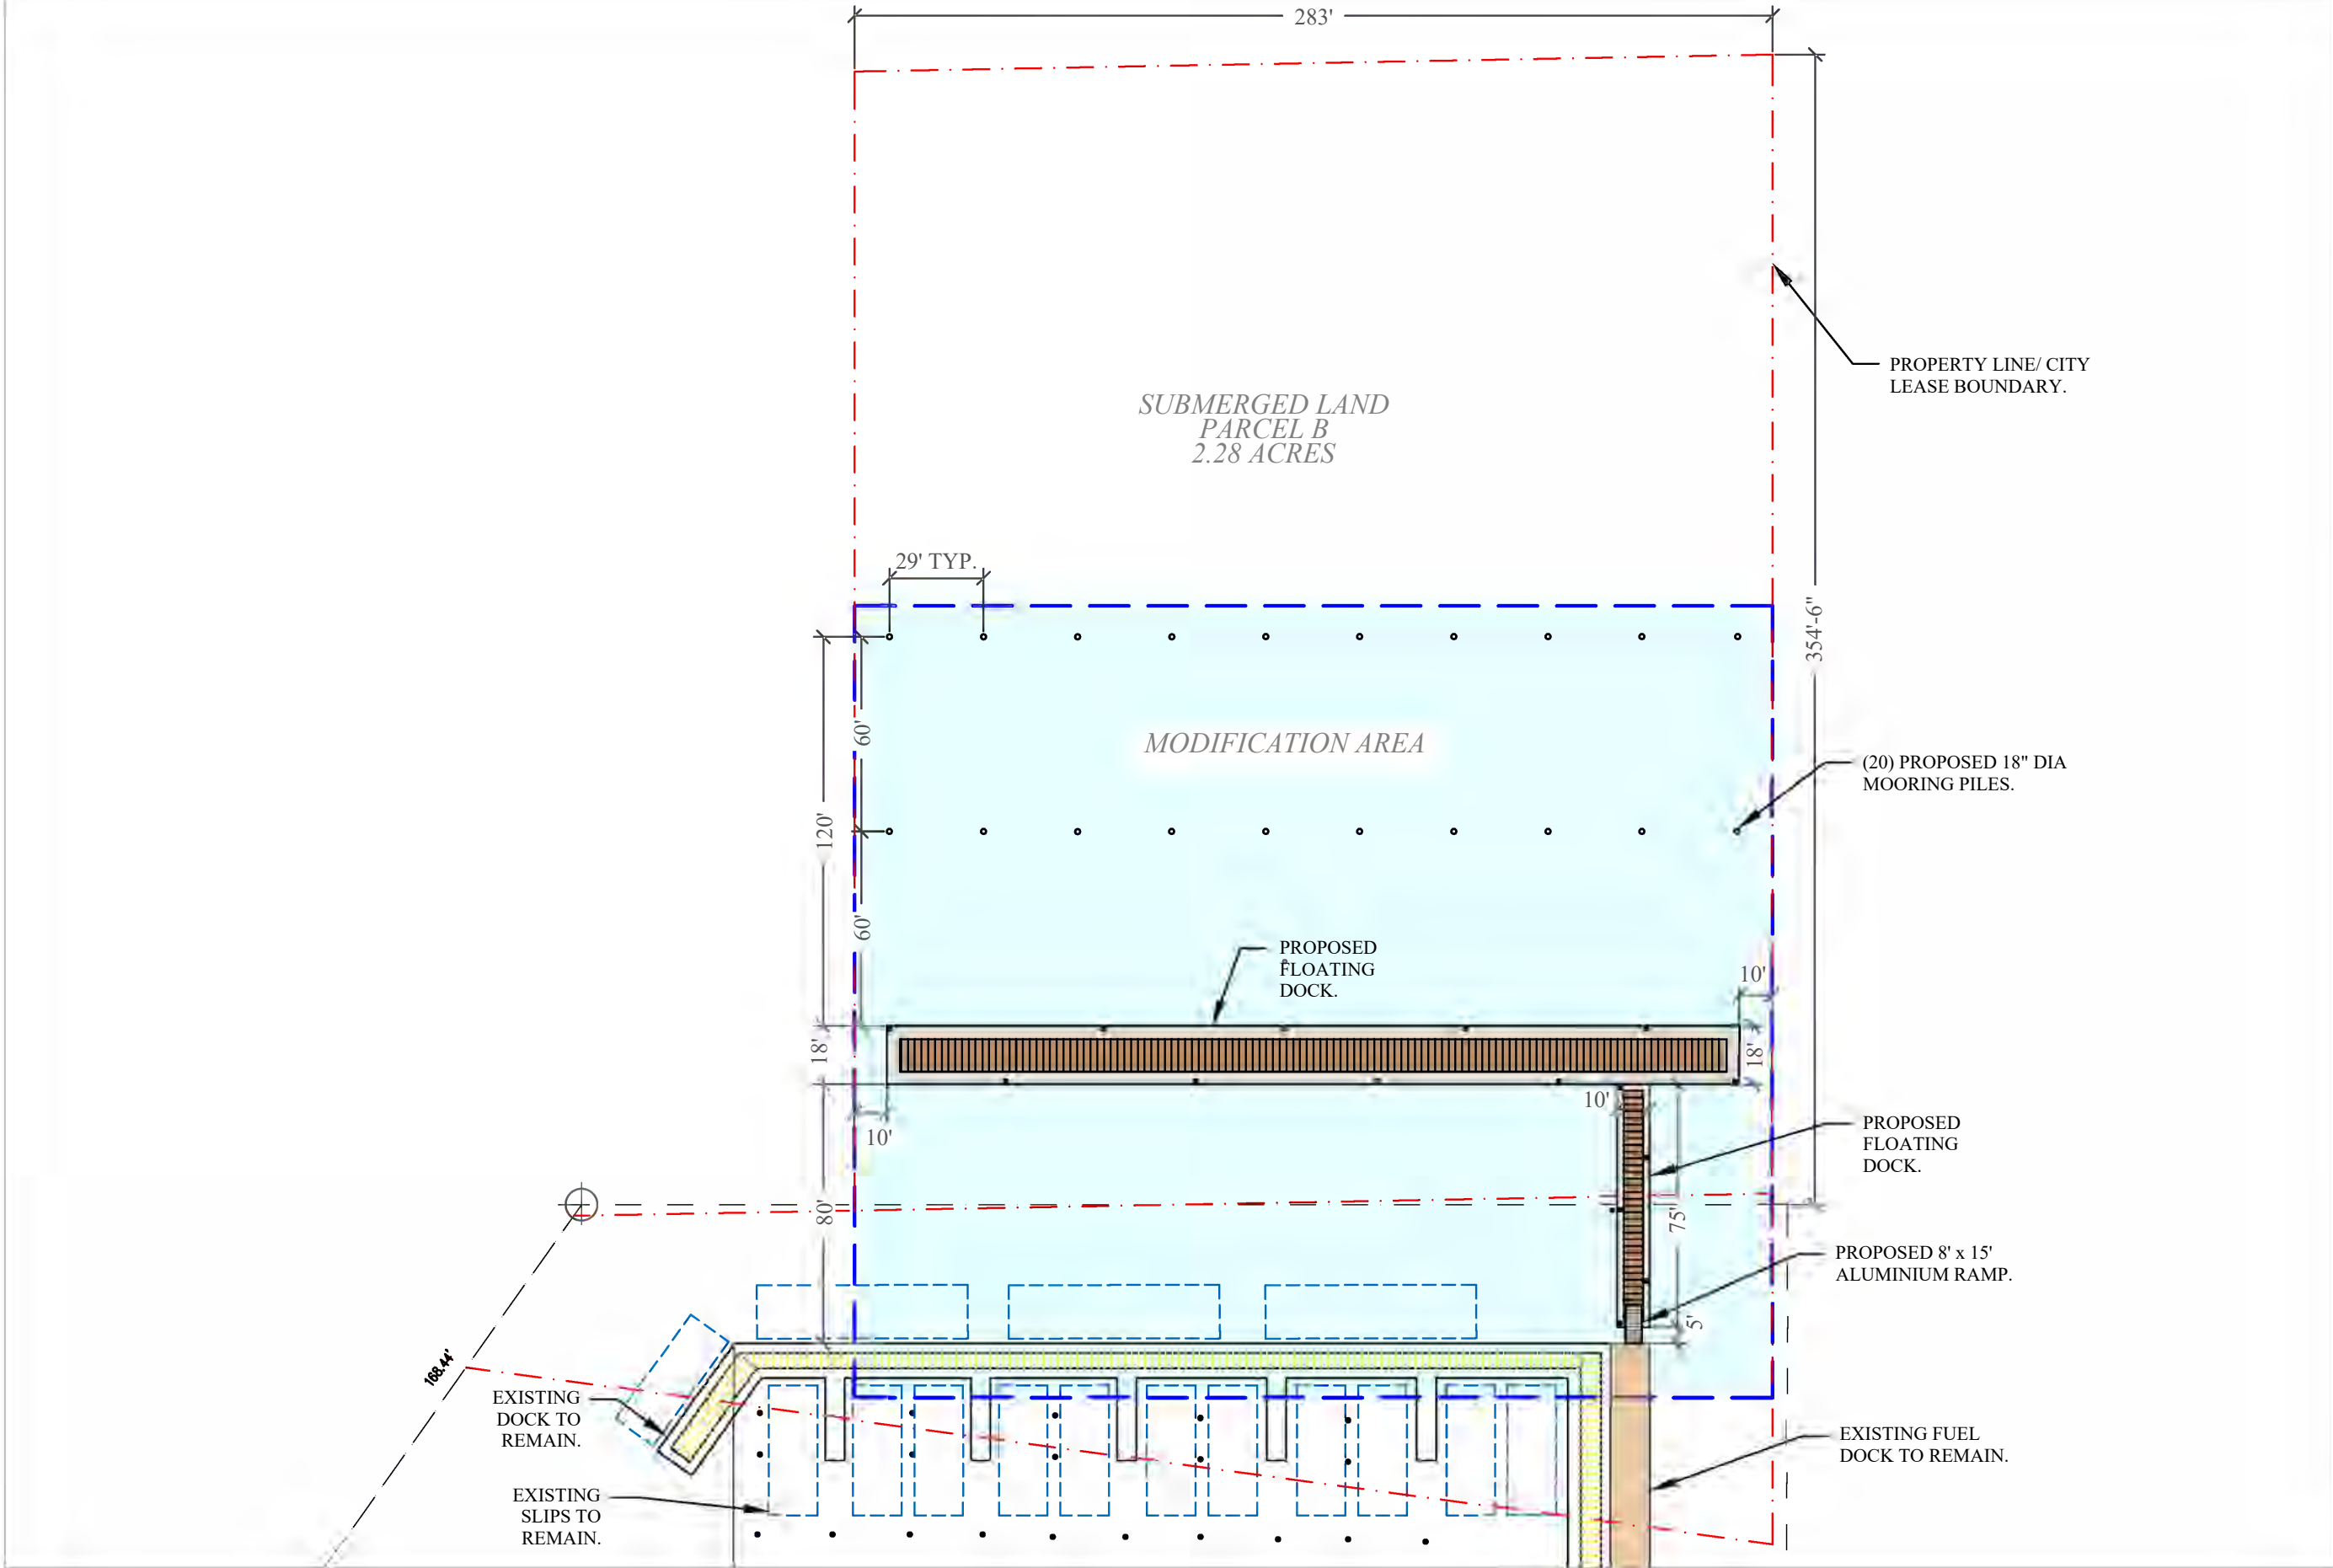 283'
PROPERTY LINE/ CITY
LEASE BOUNDARY.
SUBMERGED LAND
PARCEL B
2.28 ACRES
29' TYP.
354'-6"
60'
MODIFICATION AREA
(20) PROPOSED 18" DIA
MOORING PILES.
120'
60'
PROPOSED
FLOATING
DOCK.
10'
18'
18'
10'
10'
PROPOSED
FLOATING
DOCK.
80'
75'
PROPOSED 8' x 15'
ALUMINIUM RAMP.
5'
168.44'
EXISTING
DOCK TO
REMAIN.
EXISTING FUEL
DOCK TO REMAIN.
EXISTING
SLIPS TO
REMAIN.